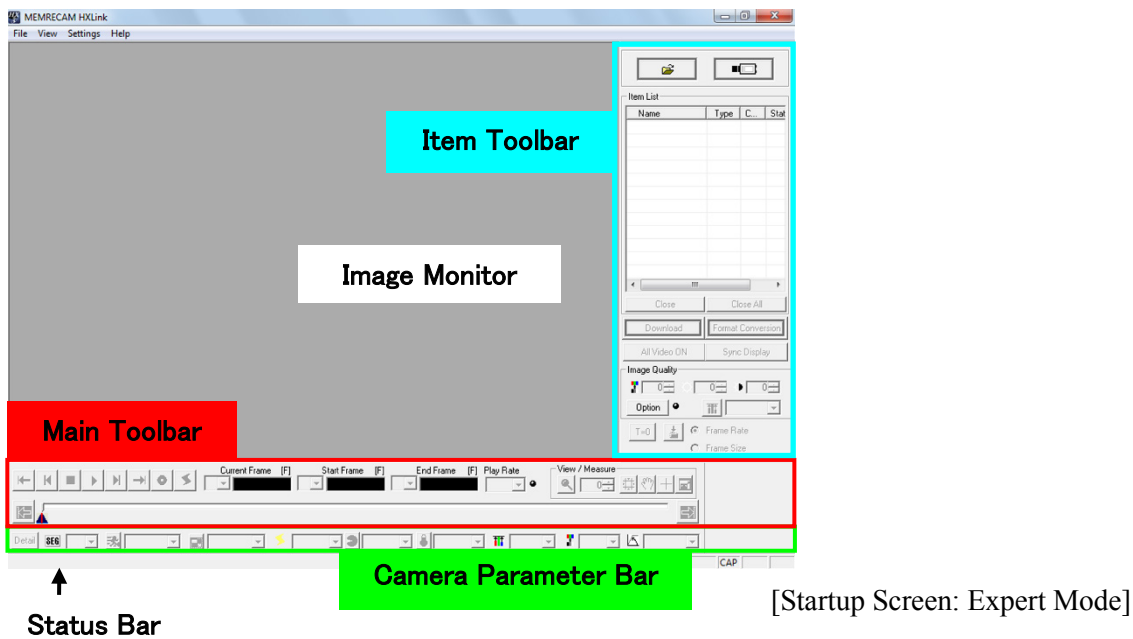 MEMRECAM HXLink
File View Settings Help
Item List
Name Type C... Stat
Item Toolbar
Image Monitor
Close Close All
Download Format Conversion
All Video ON Sync Display
Image Quality
0 0 0
Option
T=0 Frame Rate
Frame Size
Main Toolbar
Current Frame [F] Start Frame [F] End Frame [F] Play Rate View / Measure
0
Detail SEG
CAP
Camera Parameter Bar
[Startup Screen: Expert Mode]
Status Bar